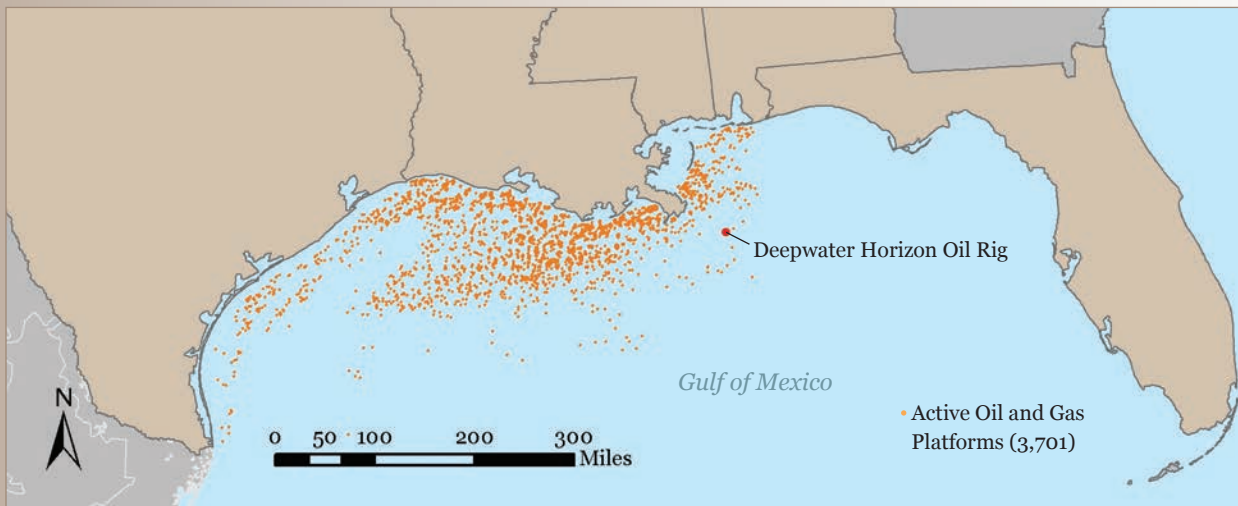 Deepwater Horizon Oil Rig
Gulf of Mexico
N
Active Oil and Gas
Platforms (3,701)
0 50 100 200 300
Miles